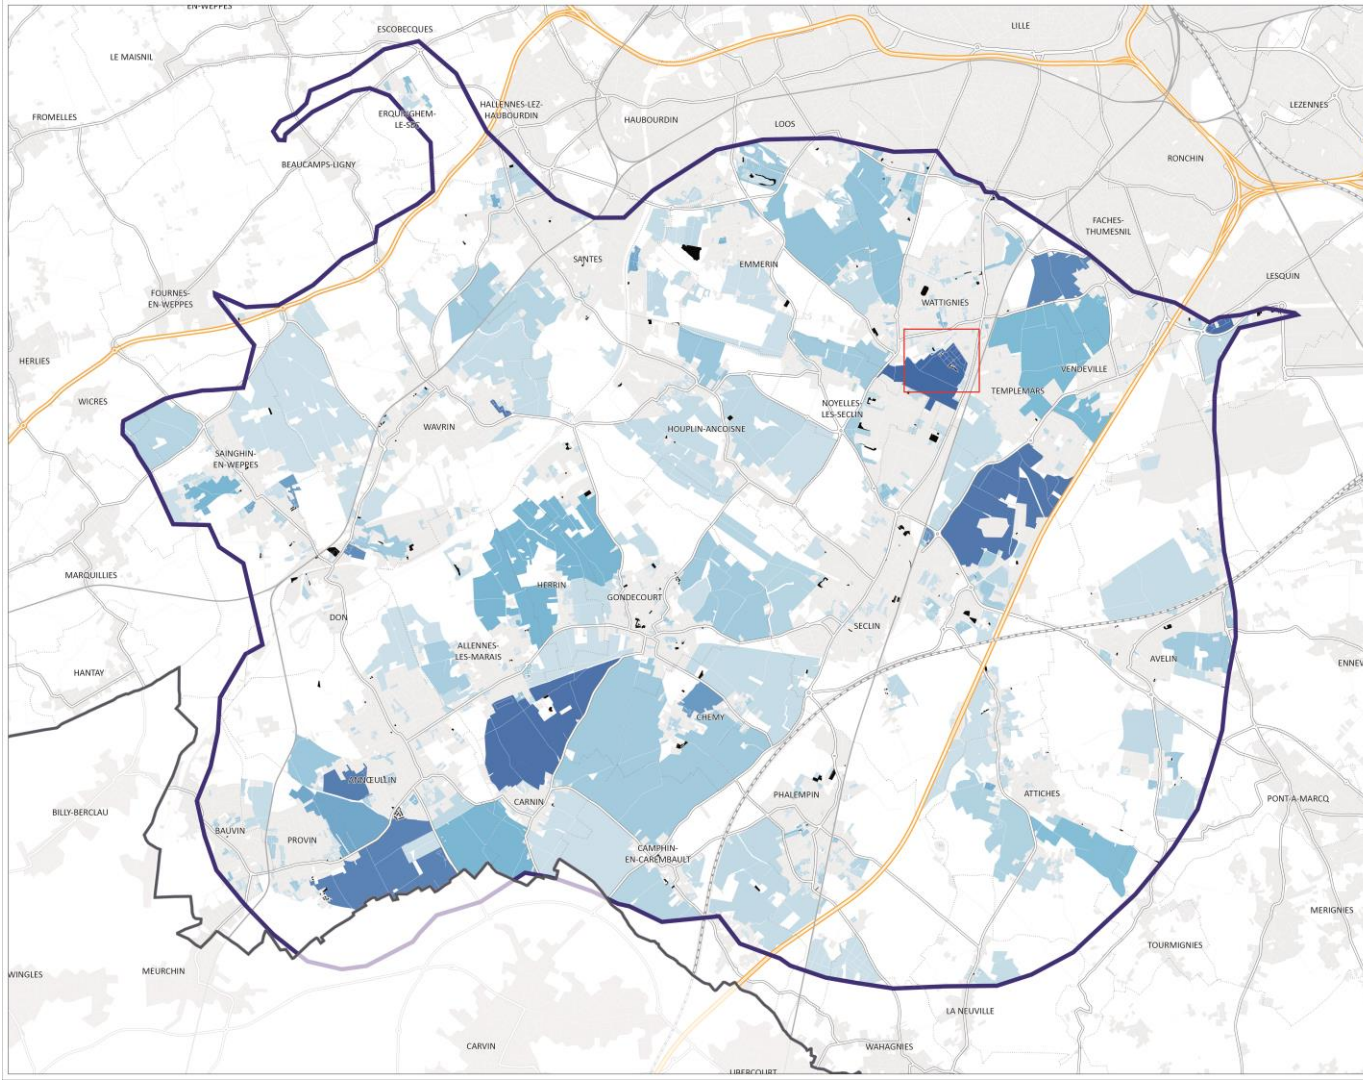 EN-WEPPES
ESCOBECQUES
LILLE
LE MAISNIL
FROMELLES
ERQUINGHEM-
LE-SEC
HALLENNES-LEZ-
HAUBOURDIN
HAUBOURDIN
LOOS
LEZENNES
BEAUCAMPS-LIGNY
RONCHIN
FACHES-
THUMESNIL
SANTES
EMMERIN
LESQUIN
FOURNES-
EN-WEPPES
WATTIGNIES
HERLIES
VENDEVILLE
TEMPLEMARS
WICRES
NOYELLES-
LES-SECLIN
WAVRIN
HOUPLIN-ANCOISNE
SAINGHIN-
EN-WEPPES
MARQUILLIES
HERRIN
GONDECOURT
DON
SECLIN
ALLENNES-
LES-MARAIS
AVELIN
ENNEV
HANTAY
CHEMY
ANNŒULLIN
PHALEMPIN
ATTICHES
CARNIN
PONT-A-MARCQ
BILLY-BERCLAU
BAUVIN
PROVIN
CAMPHIN-
EN-CAREMBAULT
MERIGNIES
TOURMIGNIES
WINGLES
MEURCHIN
LA NEUVILLE
CARVIN
WAHAGNIES
LIBERCOURT